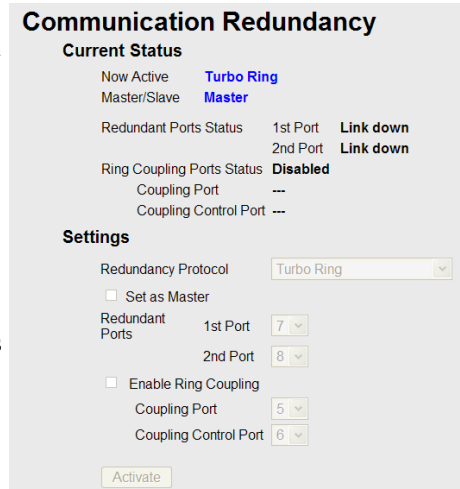 Communication Redundancy
Current Status
Now Active Turbo Ring
Master/Slave Master
Redundant Ports Status 1st Port Link down
2nd Port Link down
Ring Coupling Ports Status Disabled
Coupling Port ---
Coupling Control Port ---
Settings
Redundancy Protocol Turbo Ring
Set as Master
Redundant Ports 1st Port 7
2nd Port 8
Enable Ring Coupling
Coupling Port 5
Coupling Control Port 6
Activate